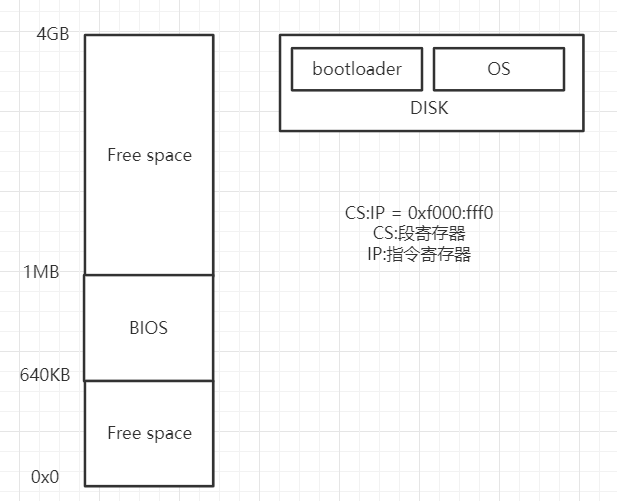 4GB
Free space
1MB
BIOS
640KB
Free space
0x0
bootloader
OS
DISK
CS:IP = 0xf000:fff0
CS:段寄存器
IP:指令寄存器